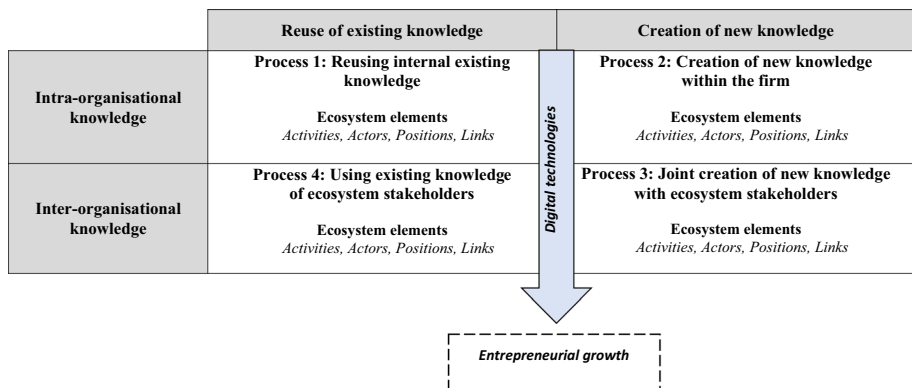 Reuse of existing knowledge
Creation of new knowledge
Intra-organisational
knowledge
Process 1: Reusing internal existing
knowledge
Ecosystem elements
Activities, Actors, Positions, Links
Digital technologies
Process 2: Creation of new knowledge
within the firm
Ecosystem elements
Activities, Actors, Positions, Links
Inter-organisational
knowledge
Process 4: Using existing knowledge
of ecosystem stakeholders
Ecosystem elements
Activities, Actors, Positions, Links
Process 3: Joint creation of new knowledge
with ecosystem stakeholders
Ecosystem elements
Activities, Actors, Positions, Links
Entrepreneurial growth